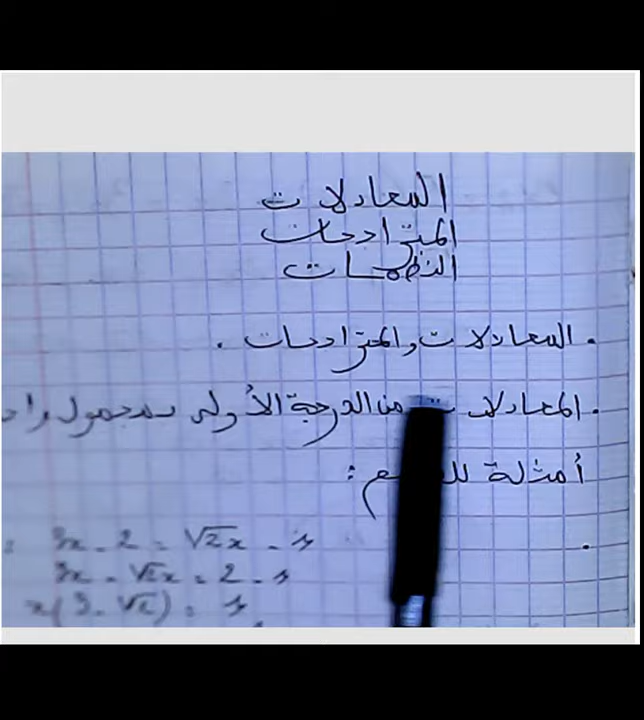 المعادلات
المتراجحات
النظمات
• المعادلات والمتراجحات .
• المعادلات من الدرجة الأولى بمجهول
أمثلة
:
3x - 2 = √2x - 1
3x - √2x = 2 - 1
x(3 - √2) = 1